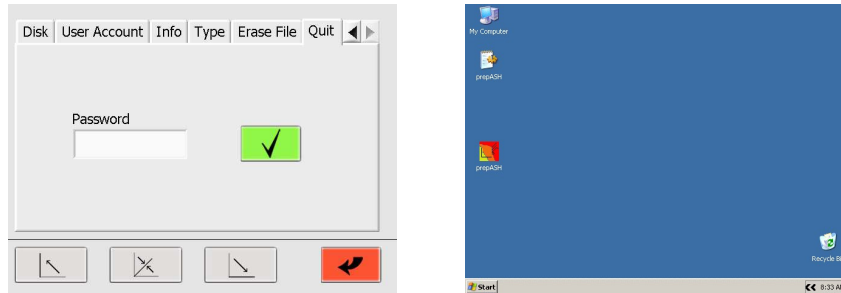 Disk User Account Info Type Erase File Quit
Password
My Computer
prepASH
prepASH
Recycle Bi
Start 8:33 A